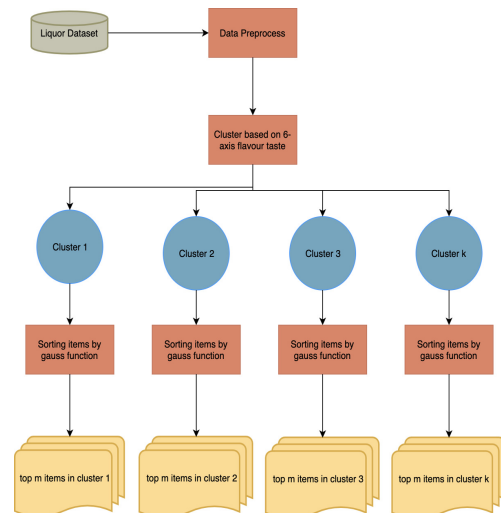 Liquor Dataset
Data Preprocess
Cluster based on 6-
axis flavour taste
Cluster 1
Cluster 2
Cluster 3
Cluster k
Sorting items by
gauss function
Sorting items by
gauss function
Sorting items by
gauss function
Sorting items by
gauss function
top m items in cluster 1
top m items in cluster 2
top m items in cluster 3
top m items in cluster k